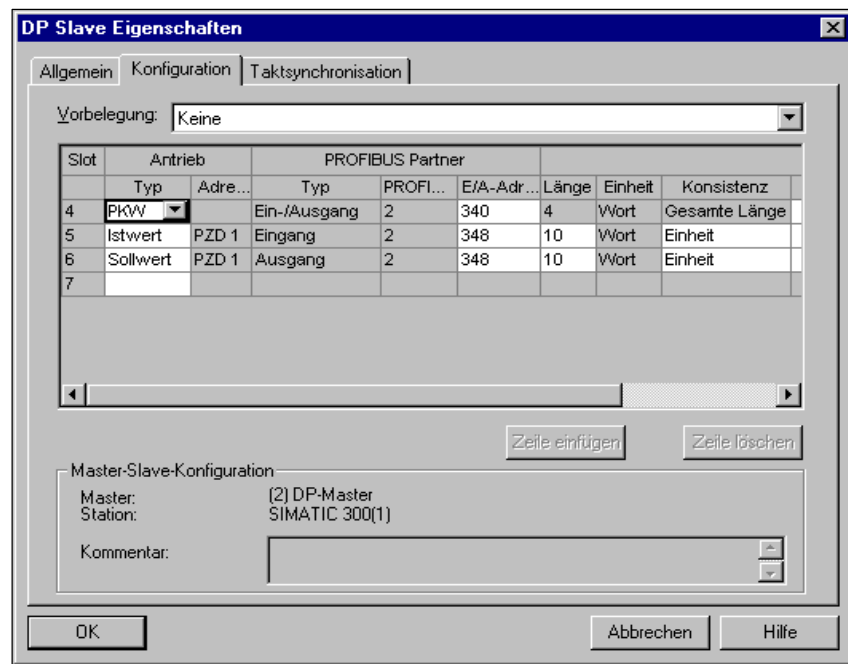 DP Slave Eigenschaften
Allgemein Konfiguration Taktsynchronisation
Vorbelegung: Keine
Slot Antrieb PROFIBUS Partner
Typ Adre... Typ PROFI... E/A-Adr... Länge Einheit Konsistenz
4 PKW Ein-/Ausgang 2 340 4 Wort Gesamte Länge
5 Istwert PZD 1 Eingang 2 348 10 Wort Einheit
6 Sollwert PZD 1 Ausgang 2 348 10 Wort Einheit
7
Zeile einfügen Zeile löschen
Master-Slave-Konfiguration
Master: (2) DP-Master
Station: SIMATIC 300(1)
Kommentar:
OK Abbrechen Hilfe